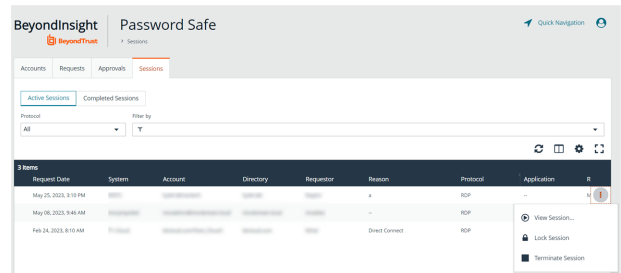 BeyondInsight
BeyondTrust
Password Safe
› Sessions
Quick Navigation
Accounts Requests Approvals Sessions
Active Sessions Completed Sessions
Protocol Filter by
All
3 items
Request Date System Account Directory Requestor Reason Protocol Application R
May 25, 2023, 3:10 PM a RDP --
May 08, 2023, 9:46 AM -- RDP
Feb 24, 2023, 8:10 AM Direct Connect RDP
View Session...
Lock Session
Terminate Session